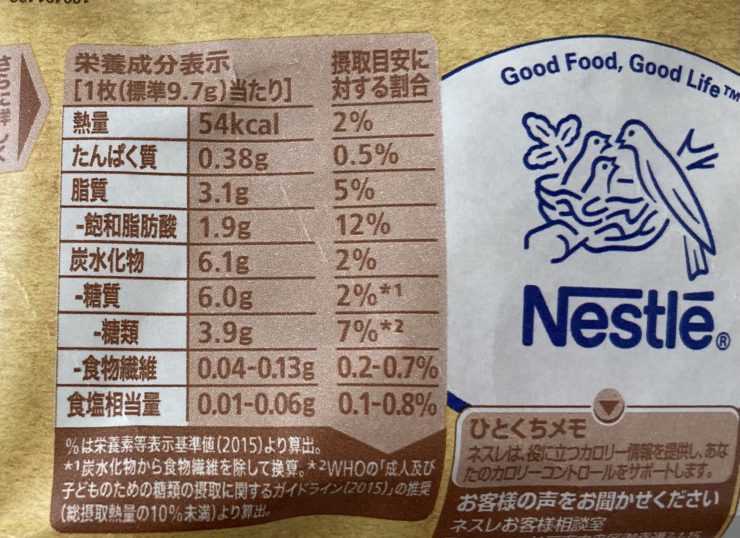 栄養成分表示
[1枚(標準9.7g)当たり]
摂取目安に
対する割合
熱量 54kcal 2%
たんぱく質 0.38g 0.5%
脂質 3.1g 5%
-飽和脂肪酸 1.9g 12%
炭水化物 6.1g 2%
-糖質 6.0g 2%*1
-糖類 3.9g 7%*2
-食物繊維 0.04-0.13g 0.2-0.7%
食塩相当量 0.01-0.06g 0.1-0.8%
%は栄養素等表示基準値(2015)より算出。
*1炭水化物から食物繊維を除して換算。*2WHOの「成人及び
子どものための糖類の摂取に関するガイドライン(2015)」の推奨
(総摂取熱量の10%未満)より算出。
Good Food, Good Life™
Nestlé®
ひとくちメモ
ネスレは、役に立つカロリー情報を提供し、あな
たのカロリーコントロールをサポートします。
お客様の声をお聞かせください
ネスレお客様相談室